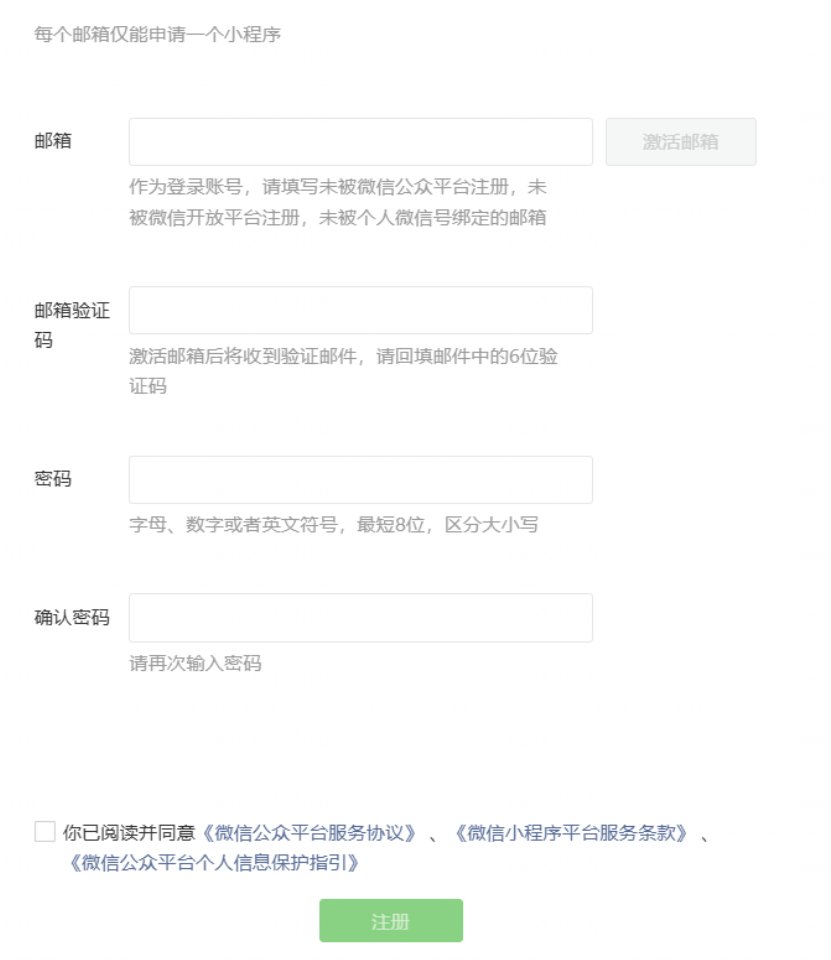 每个邮箱仅能申请一个小程序
邮箱
激活邮箱
作为登录账号，请填写未被微信公众平台注册，未
被微信开放平台注册，未被个人微信号绑定的邮箱
邮箱验证
码
激活邮箱后将收到验证邮件，请回填邮件中的6位验
证码
密码
字母、数字或者英文符号，最短8位，区分大小写
确认密码
请再次输入密码
你已阅读并同意《微信公众平台服务协议》、《微信小程序平台服务条款》、
《微信公众平台个人信息保护指引》
注册